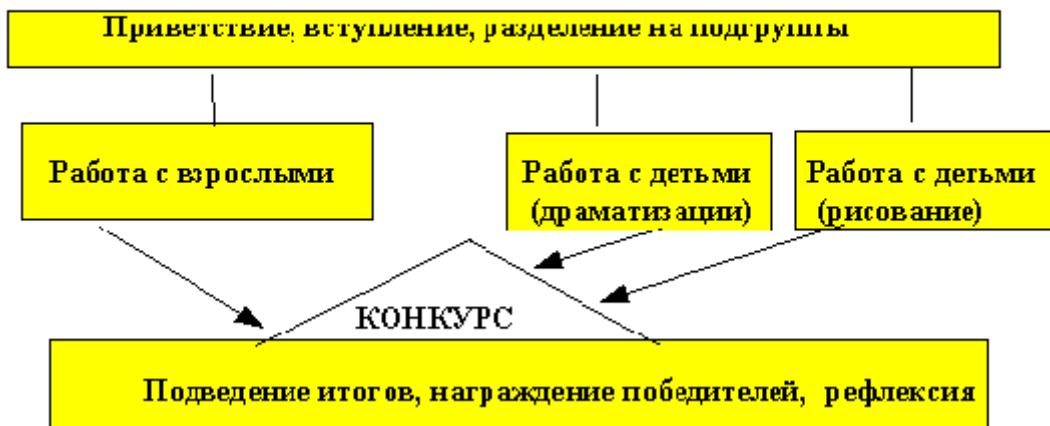 Приветствие, вступление, разделение на подгруппы
Работа с взрослыми
Работа с детьми
(драматизации)
Работа с детьми
(рисование)
КОНКУРС
Подведение итогов, награждение победителей, рефлексия